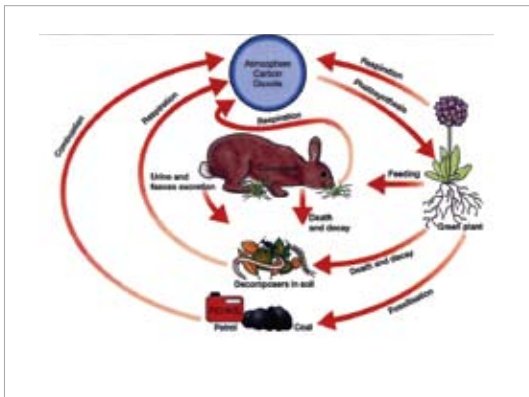 Atmosphere
Carbon
Dioxide
Respiration
Photosynthesis
Respiration
Respiration
Combustion
Urine and
faeces excretion
Feeding
Death
and decay
Green plant
Death and decay
Decomposers in soil
Fossilisation
Petrol
Coal